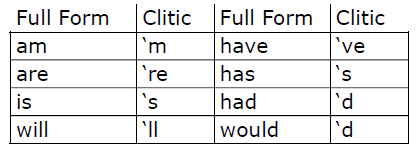 Full Form Clitic Full Form Clitic
am ‛m have ‛ve
are ‛re has ‛s
is ‛s had ‛d
will ‛ll would ‛d